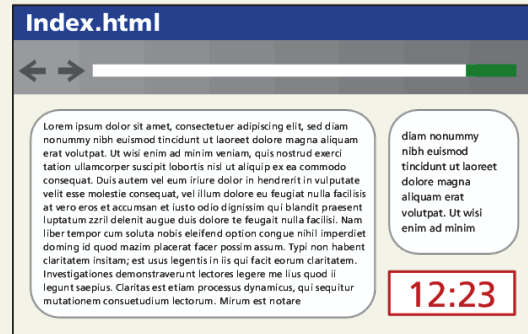 Index.html
Lorem ipsum dolor sit amet, consectetuer adipiscing elit, sed diam
nonummy nibh euismod tincidunt ut laoreet dolore magna aliquam
erat volutpat. Ut wisi enim ad minim veniam, quis nostrud exerci
tation ullamcorper suscipit lobortis nisl ut aliquip ex ea commodo
consequat. Duis autem vel eum iriure dolor in hendrerit in vulputate
velit esse molestie consequat, vel illum dolore eu feugiat nulla facilisis
at vero eros et accumsan et iusto odio dignissim qui blandit praesent
luptatum zzril delenit augue duis dolore te feugait nulla facilisi. Nam
liber tempor cum soluta nobis eleifend option congue nihil imperdiet
doming id quod mazim placerat facer possim assum. Typi non habent
claritatem insitam; est usus legentis in iis qui facit eorum claritatem.
Investigationes demonstraverunt lectores legere me lius quod ii
legunt saepius. Claritas est etiam processus dynamicus, qui sequitur
mutationem consuetudium lectorum. Mirum est notare
diam nonummy
nibh euismod
tincidunt ut laoreet
dolore magna
aliquam erat
volutpat. Ut wisi
enim ad minim
12:23